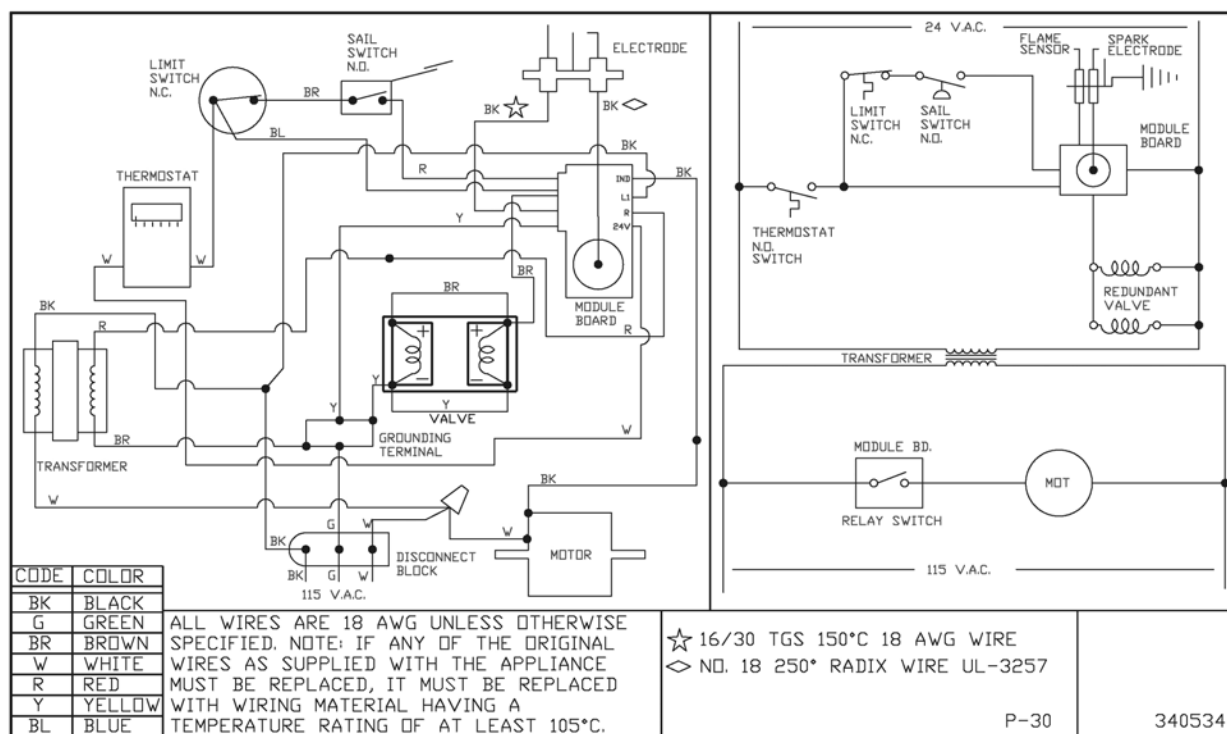 SAIL
SWITCH
N.O.
ELECTRODE
LIMIT
SWITCH
N.C.
BR
BK
BK
BL
BK
R
THERMOSTAT
IND
BK
L1
R
24V
Y
W
W
BR
MODULE
BOARD
BK
R
BR
R
+
+
-
-
Y
Y
Y
VALVE
W
BR
GROUNDING
TERMINAL
TRANSFORMER
BK
W
W
G
W
BK
MOTOR
DISCONNECT
BLOCK
BK
G
W
115 V.A.C.
24 V.A.C.
FLAME
SENSOR
SPARK
ELECTRODE
LIMIT
SWITCH
N.C.
SAIL
SWITCH
N.O.
MODULE
BOARD
THERMOSTAT
N.O.
SWITCH
REDUNDANT
VALVE
TRANSFORMER
MODULE BD.
MOT
RELAY SWITCH
115 V.A.C.
CODE COLOR
BK BLACK
G GREEN
BR BROWN
W WHITE
R RED
Y YELLOW
BL BLUE
ALL WIRES ARE 18 AWG UNLESS OTHERWISE
SPECIFIED. NOTE: IF ANY OF THE ORIGINAL
WIRES AS SUPPLIED WITH THE APPLIANCE
MUST BE REPLACED, IT MUST BE REPLACED
WITH WIRING MATERIAL HAVING A
TEMPERATURE RATING OF AT LEAST 105°C.
16/30 TGS 150°C 18 AWG WIRE
NO. 18 250° RADIX WIRE UL-3257
P-30
340534